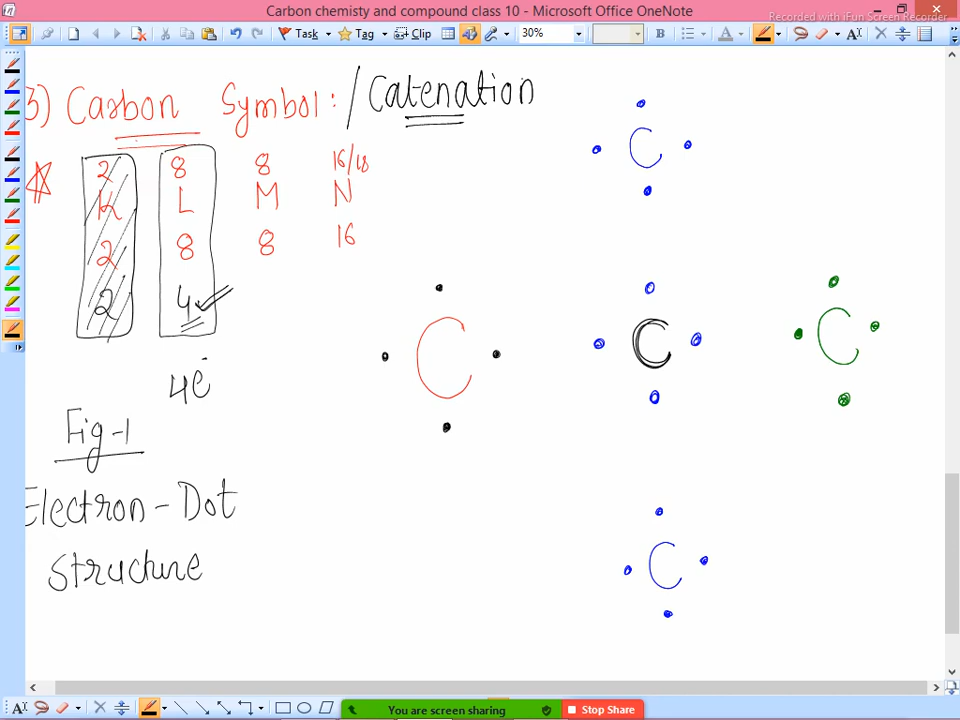 Carbon chemisty and compound class 10 - Microsoft Office OneNote
Recorded with iFun Screen Recorder
Task Tag Clip 30% B A
3) Carbon Symbol: / Catenation
2 8 8 16/18
K L M N
2 8 8 16
2 4
4e⁻
Fig-1
Electron-Dot
structure
C
C C C
C
You are screen sharing Stop Share